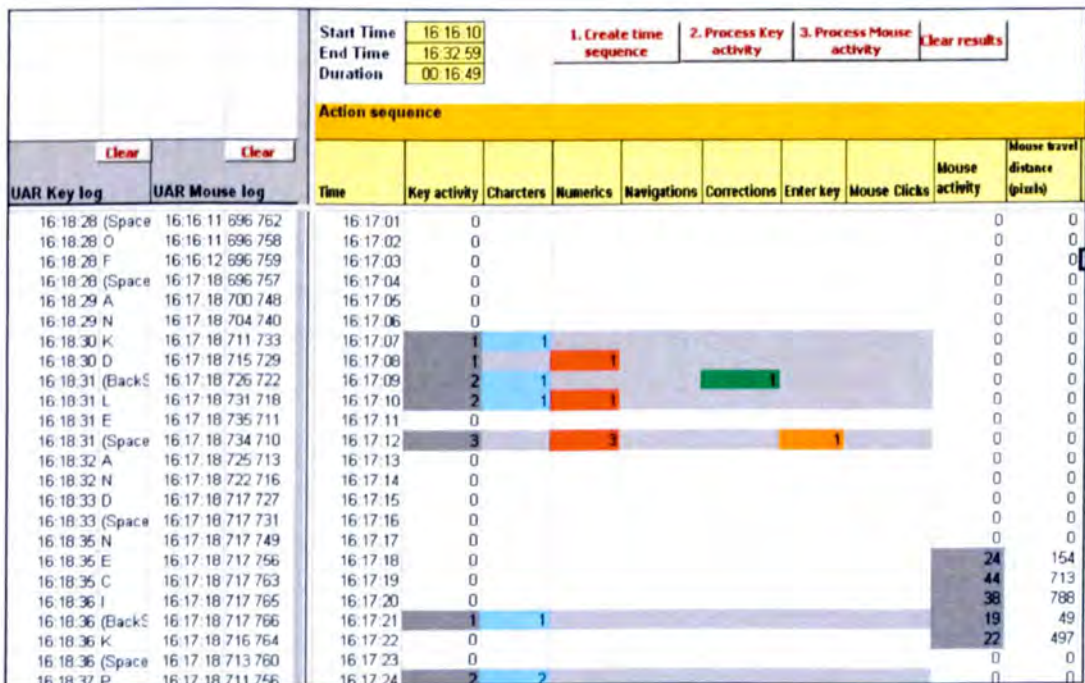 Start Time 16:16:10 1. Create time sequence 2. Process Key activity 3. Process Mouse activity Clear results
End Time 16:32:59
Duration 00:16:49
Action sequence
Clear Clear
UAR Key log UAR Mouse log Time Key activity Charcters Numerics Navigations Corrections Enter key Mouse Clicks Mouse activity Mouse travel distance (pixels)
16:18:28 (Space 16:16:11 696 762 16:17:01 0 0 0
16:18:28 O 16:16:11 696 758 16:17:02 0 0 0
16:18:28 F 16:16:12 696 759 16:17:03 0 0 0
16:18:28 (Space 16:17:18 696 757 16:17:04 0 0 0
16:18:29 A 16:17:18 700 748 16:17:05 0 0 0
16:18:29 N 16:17:18 704 740 16:17:06 0 0 0
16:18:30 K 16:17:18 711 733 16:17:07 1 1 0 0
16:18:30 D 16:17:18 715 729 16:17:08 1 1 0 0
16:18:31 (BackS 16:17:18 726 722 16:17:09 2 1 1 0 0
16:18:31 L 16:17:18 731 718 16:17:10 2 1 1 0 0
16:18:31 E 16:17:18 735 711 16:17:11 0 0 0
16:18:31 (Space 16:17:18 734 710 16:17:12 3 3 1 0 0
16:18:32 A 16:17:18 725 713 16:17:13 0 0 0
16:18:32 N 16:17:18 722 716 16:17:14 0 0 0
16:18:33 D 16:17:18 717 727 16:17:15 0 0 0
16:18:33 (Space 16:17:18 717 731 16:17:16 0 0 0
16:18:35 N 16:17:18 717 749 16:17:17 0 0 0
16:18:35 E 16:17:18 717 756 16:17:18 0 24 154
16:18:35 C 16:17:18 717 763 16:17:19 0 44 713
16:18:36 I 16:17:18 717 765 16:17:20 0 38 788
16:18:36 (BackS 16:17:18 717 766 16:17:21 1 1 19 49
16:18:36 K 16:17:18 716 764 16:17:22 0 22 497
16:18:36 (Space 16:17:18 713 760 16:17:23 0 0 0
16:18:37 P 16:17:18 711 756 16:17:24 2 2 0 0